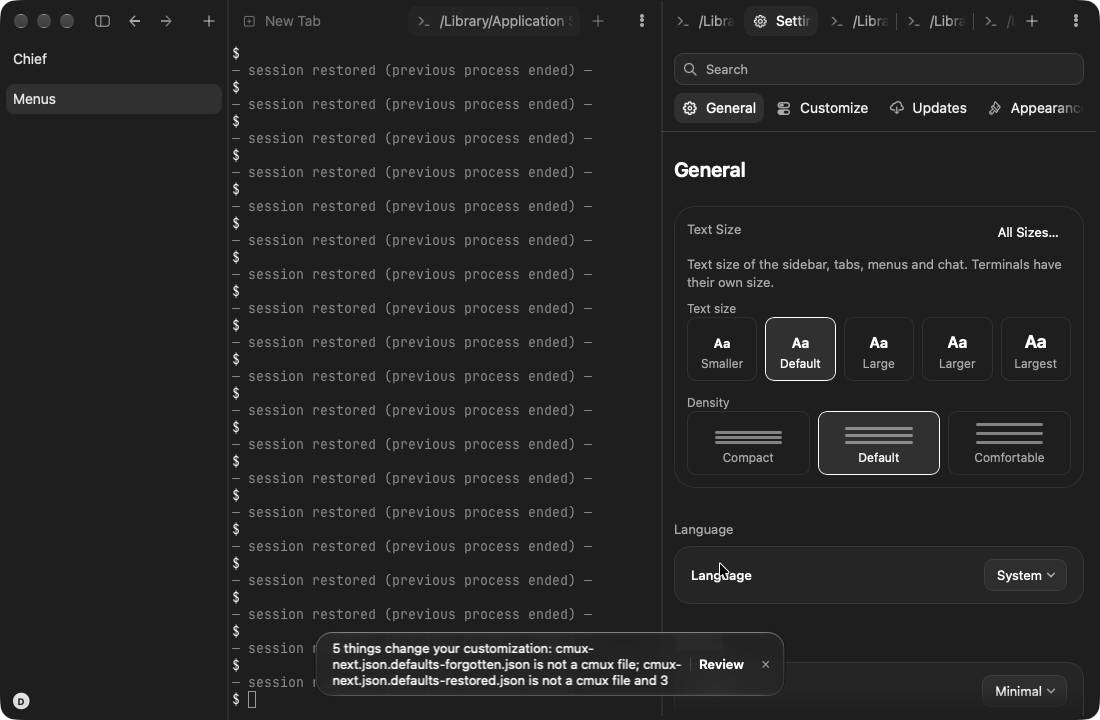 New Tab
/Library/Application S
Chief
Menus
$
— session restored (previous process ended) —
$
— session restored (previous process ended) —
$
— session restored (previous process ended) —
$
— session restored (previous process ended) —
$
— session restored (previous process ended) —
$
— session restored (previous process ended) —
$
— session restored (previous process ended) —
$
— session restored (previous process ended) —
$
— session restored (previous process ended) —
$
— session restored (previous process ended) —
$
— session restored (previous process ended) —
$
— session restored (previous process ended) —
$
— session restored (previous process ended) —
$
— session restored (previous process ended) —
$
— session restored (previous process ended) —
$
— session restored (previous process ended) —
$
— session restored (previous process ended) —
$
— session r
$
— session r
$
D
/Libra
Settin
/Libra
/Libra
Search
General
Customize
Updates
Appearanc
General
Text Size
All Sizes...
Text size of the sidebar, tabs, menus and chat. Terminals have
their own size.
Text size
Aa Aa Aa Aa Aa
Smaller Default Large Larger Largest
Density
Compact Default Comfortable
Language
Language
System
Minimal
5 things change your customization: cmux-
next.json.defaults-forgotten.json is not a cmux file; cmux-
next.json.defaults-restored.json is not a cmux file and 3
Review